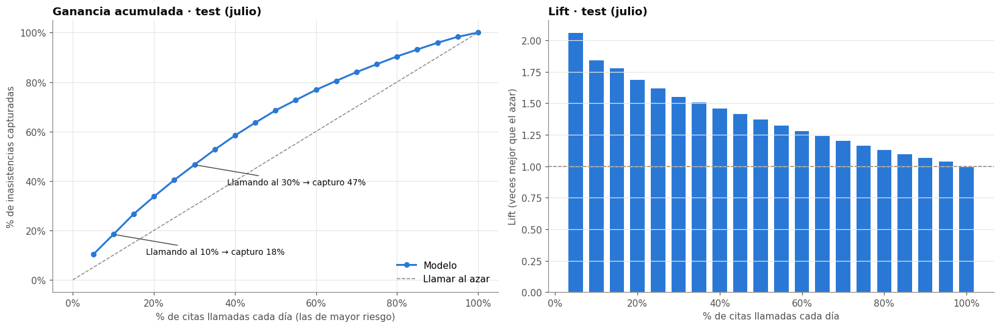 Ganancia acumulada · test (julio)
% de inasistencias capturadas
100%
80%
60%
40%
20%
0%
Llamando al 30% → capturo 47%
Llamando al 10% → capturo 18%
Modelo
Llamar al azar
0%
20%
40%
60%
80%
100%
% de citas llamadas cada día (las de mayor riesgo)
Lift · test (julio)
Lift (veces mejor que el azar)
2.00
1.75
1.50
1.25
1.00
0.75
0.50
0.25
0.00
0%
20%
40%
60%
80%
100%
% de citas llamadas cada día